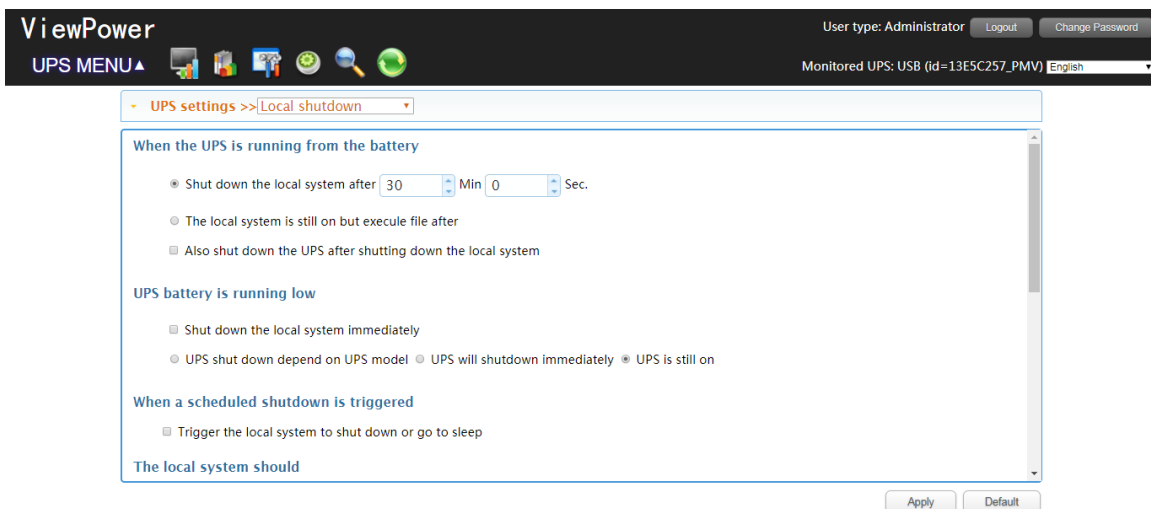 ViewPower
User type: Administrator Logout Change Password
UPS MENU▲
Monitored UPS: USB (id=13E5C257_PMV) English
UPS settings >> Local shutdown
When the UPS is running from the battery
Shut down the local system after 30 Min 0 Sec.
The local system is still on but execute file after
Also shut down the UPS after shutting down the local system
UPS battery is running low
Shut down the local system immediately
UPS shut down depend on UPS model UPS will shutdown immediately UPS is still on
When a scheduled shutdown is triggered
Trigger the local system to shut down or go to sleep
The local system should
Apply Default